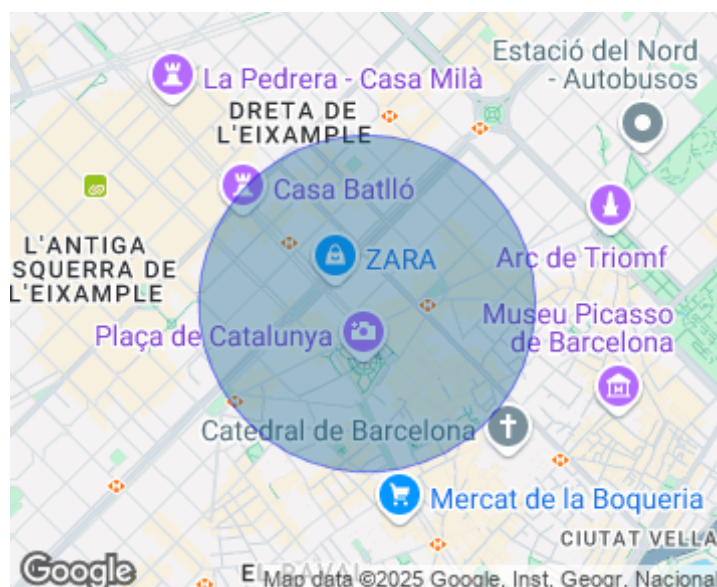 Estació del Nord
- Autobusos
La Pedrera - Casa Milà
DRETA DE
L'EIXAMPLE
Casa Batlló
L'ANTIGA
SQUERRA DE
L'EIXAMPLE
ZARA
Arc de Triomf
Museu Picasso
de Barcelona
Plaça de Catalunya
Catedral de Barcelona
Mercat de la Boqueria
CIUTAT VELLA
Google
EL RAVAL
Map data ©2025 Google, Inst. Geogr. Naciona